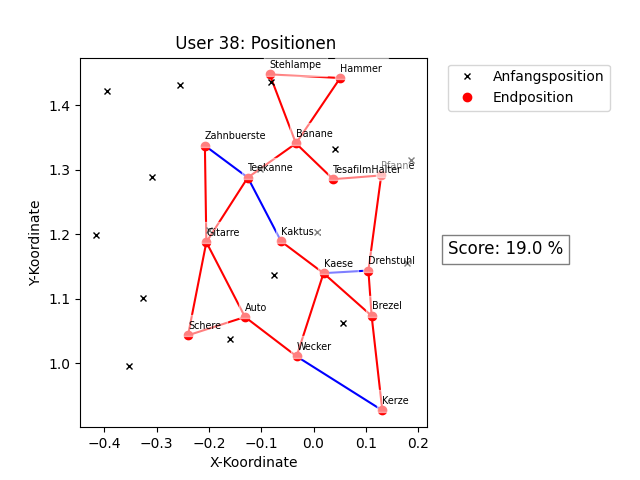 User 38: Positionen
Anfangsposition
Endposition
Stehlampe
Hammer
Zahnbuerste
Banane
Teekanne
TesafilmHalter
Pfanne
Gitarre
Kaktus
Kaese
Drehstuhl
Schere
Auto
Brezel
Wecker
Kerze
Score: 19.0 %
Y-Koordinate
1.4
1.3
1.2
1.1
1.0
−0.4
−0.3
−0.2
−0.1
0.0
0.1
0.2
X-Koordinate